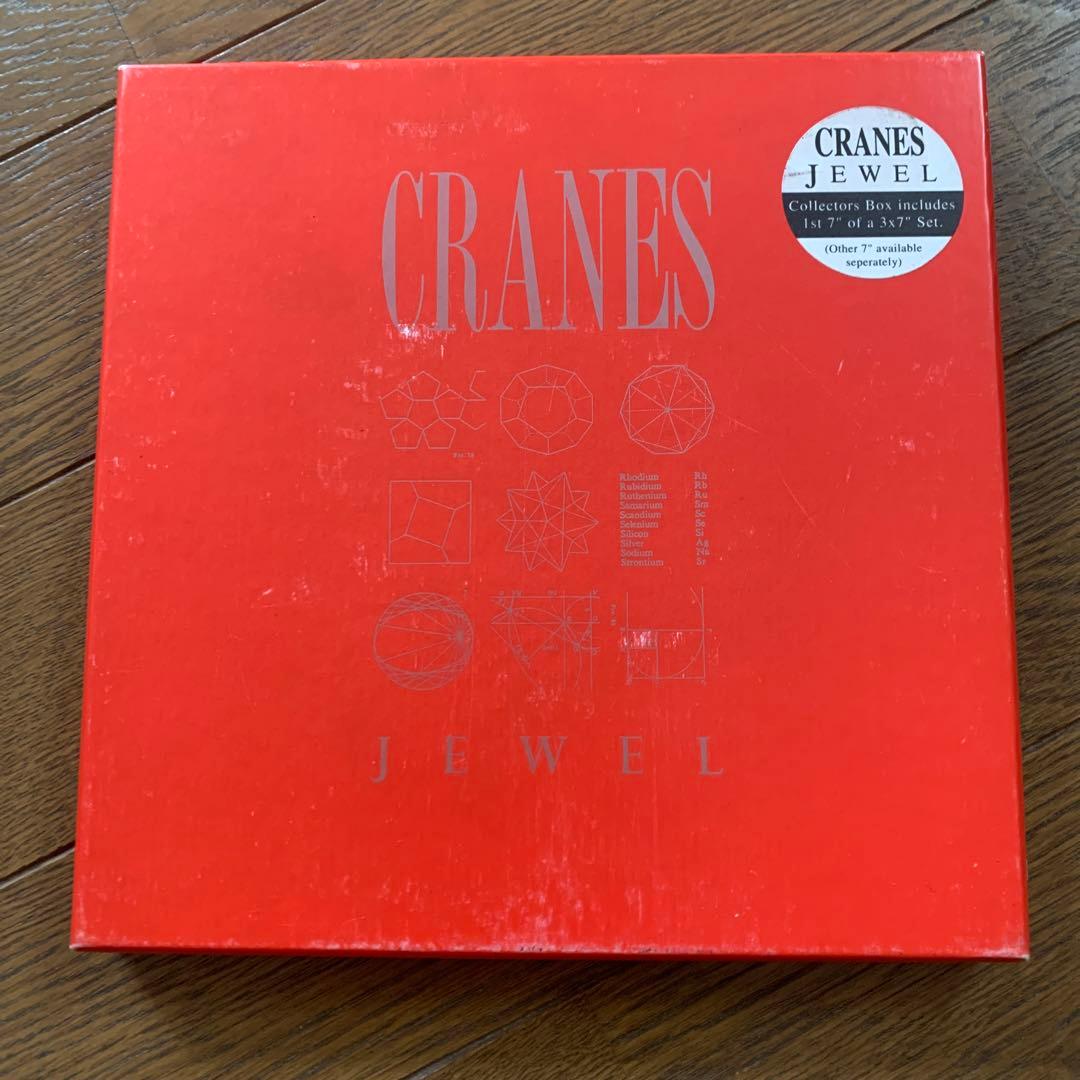 CRANES
CRANES
JEWEL
Collectors Box includes
1st 7" of a 3x7" Set.
(Other 7" available
seperately)
Rhodium Rh
Rubidium Rb
Ruthenium Ru
Samarium Sm
Scandium Sc
Selenium Se
Silicon Si
Silver Ag
Sodium Na
Strontium Sr
JEWEL